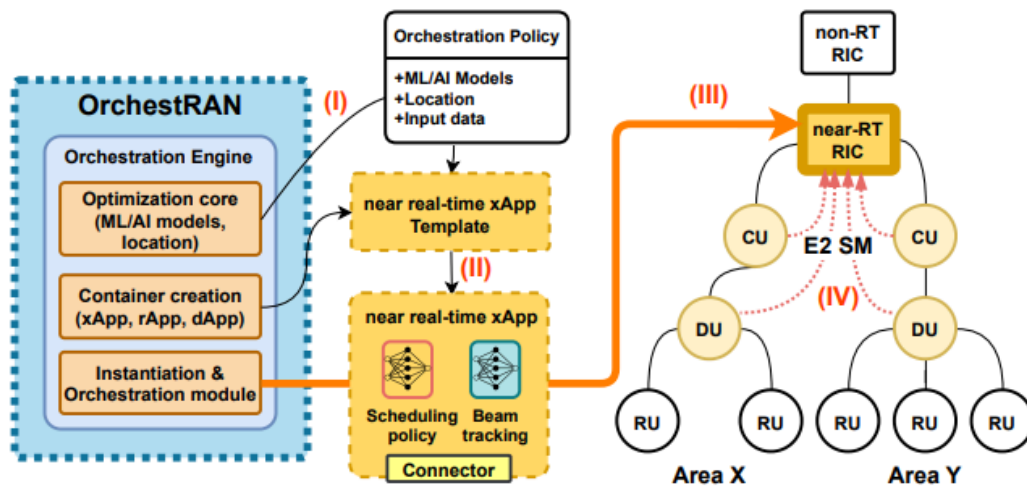 OrchestRAN
Orchestration Engine
Optimization core
(ML/AI models,
location)
Container creation
(xApp, rApp, dApp)
Instantiation &
Orchestration module
(I)
Orchestration Policy
+ML/AI Models
+Location
+Input data
near real-time xApp
Template
(II)
near real-time xApp
Scheduling
policy
Beam
tracking
Connector
(III)
non-RT
RIC
near-RT
RIC
CU
E2 SM
CU
(IV)
DU
DU
RU
RU
RU
RU
RU
Area X
Area Y